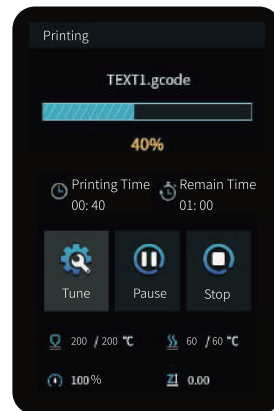 Printing
TEXT1.gcode
40%
Printing Time Remain Time
00: 40 01: 00
Tune Pause Stop
200 / 200 ℃ 60 / 60 ℃
100% 0.00